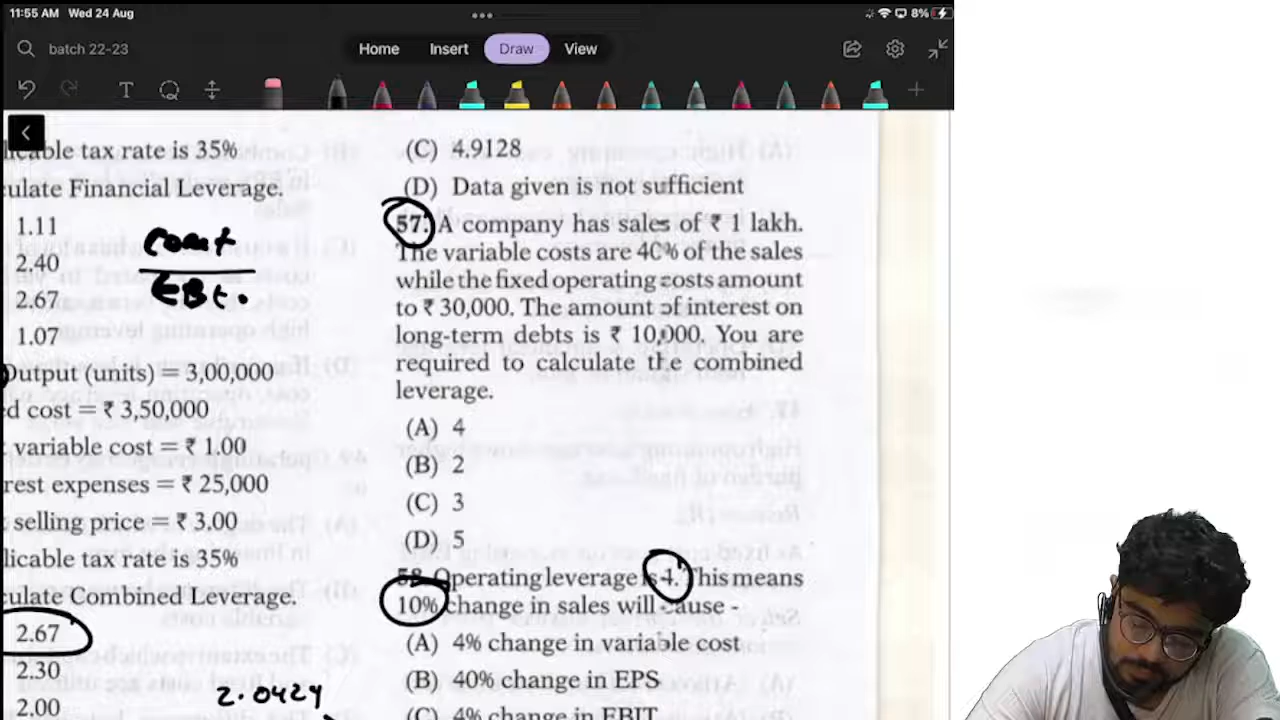 11:55 AM Wed 24 Aug
8%
batch 22-23
Home Insert Draw View
T
licable tax rate is 35%
culate Financial Leverage.
1.11
2.40
2.67
1.07
Cont
EBt.
Output (units) = 3,00,000
ed cost = ₹ 3,50,000
variable cost = ₹ 1.00
rest expenses = ₹ 25,000
selling price = ₹ 3.00
licable tax rate is 35%
culate Combined Leverage.
2.67
2.30
2.00
2.0424
(C) 4.9128
(D) Data given is not sufficient
57. A company has sales of ₹ 1 lakh.
The variable costs are 40% of the sales
while the fixed operating costs amount
to ₹ 30,000. The amount of interest on
long-term debts is ₹ 10,000. You are
required to calculate the combined
leverage.
(A) 4
(B) 2
(C) 3
(D) 5
58. Operating leverage is 4. This means
10% change in sales will cause -
(A) 4% change in variable cost
(B) 40% change in EPS
(C) 4% change in EBIT